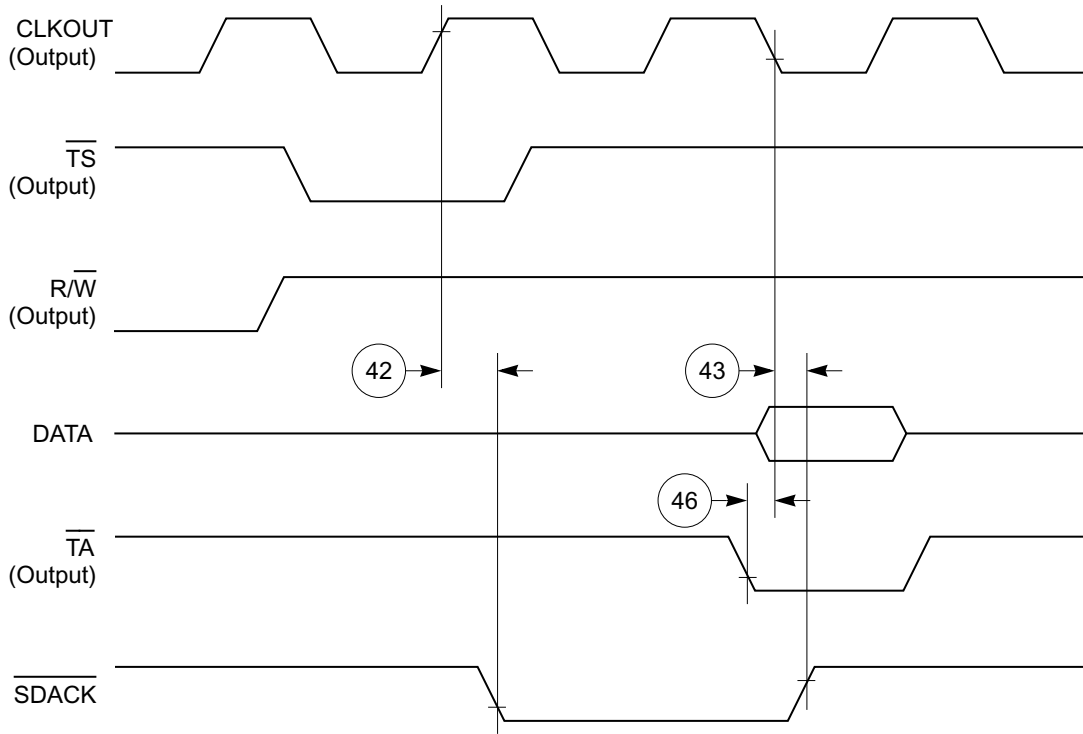 CLKOUT
(Output)
TS
(Output)
R/W
(Output)
42
43
DATA
46
TA
(Output)
SDACK